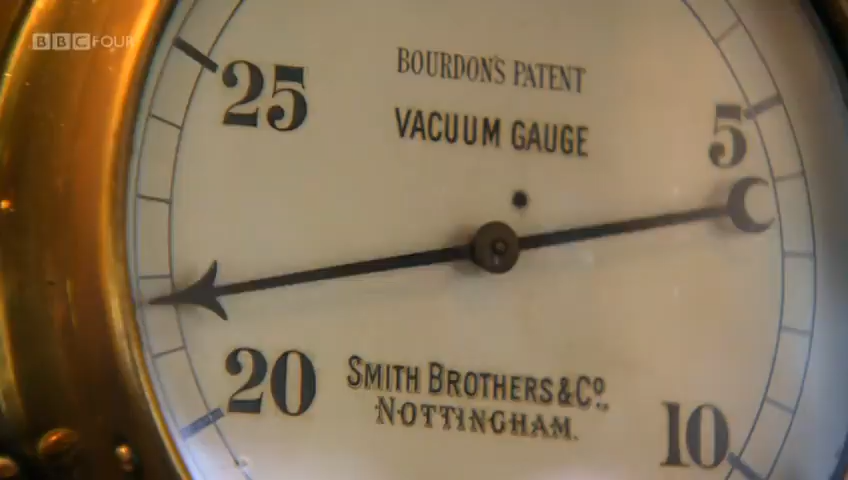 BBC FOUR
BOURDON'S PATENT
VACUUM GAUGE
25
5
20
SMITH BROTHERS & Cº.
NOTTINGHAM.
10